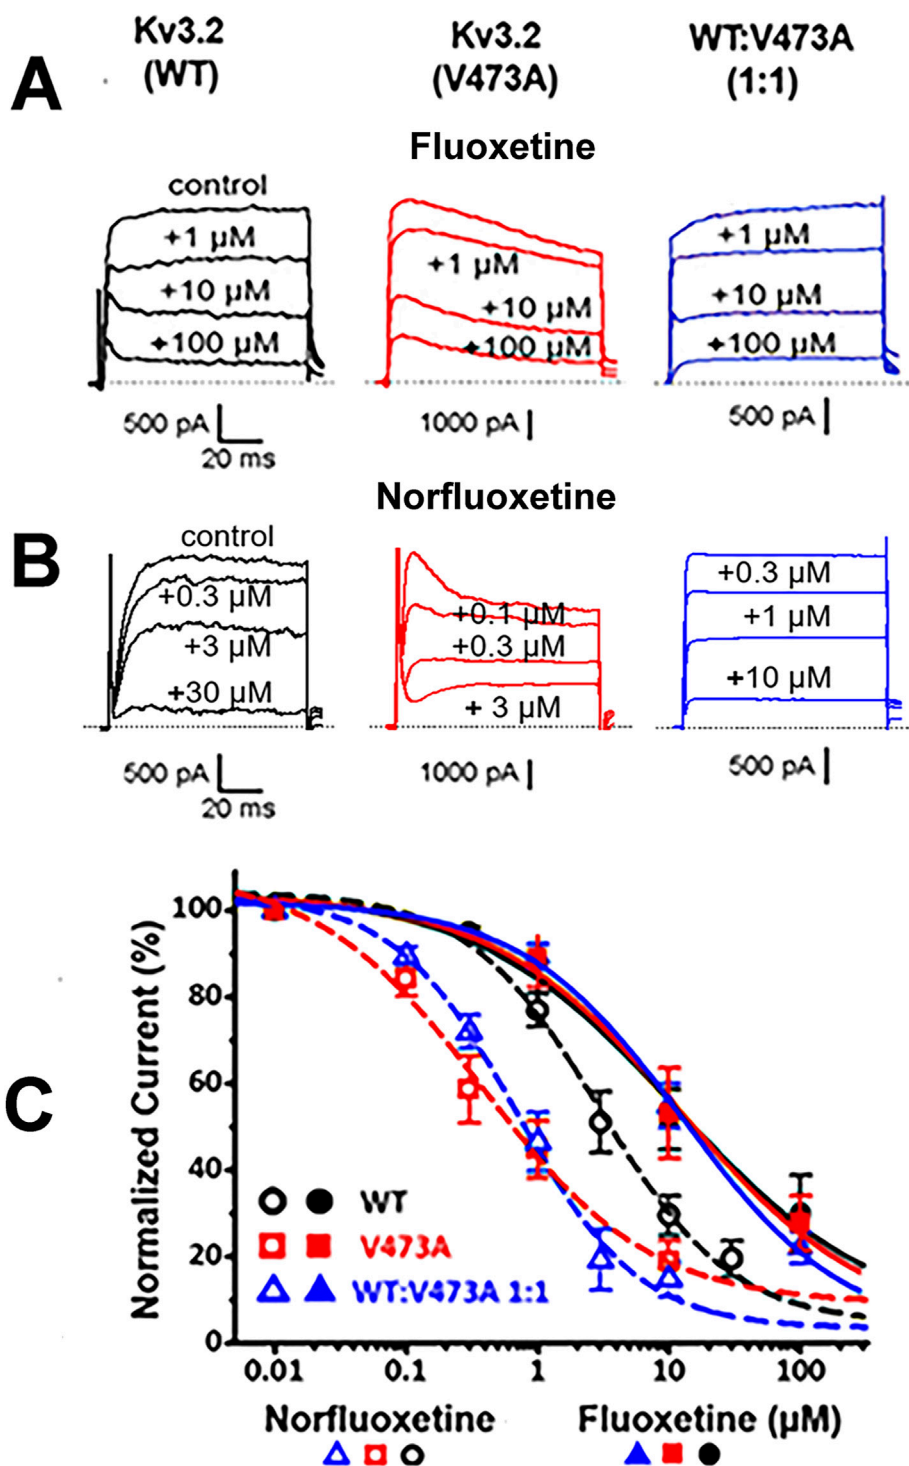 A
Kv3.2
(WT)
Kv3.2
(V473A)
WT:V473A
(1:1)
Fluoxetine
control
+1 μM
+10 μM
+100 μM
+1 μM
+10 μM
+100 μM
+1 μM
+10 μM
+100 μM
500 pA
20 ms
1000 pA
500 pA
Norfluoxetine
B
control
+0.3 μM
+3 μM
+30 μM
+0.1 μM
+0.3 μM
+ 3 μM
+0.3 μM
+1 μM
+10 μM
500 pA
20 ms
1000 pA
500 pA
C
Normalized Current (%)
100
80
60
40
20
0
WT
V473A
WT:V473A 1:1
0.01 0.1 1 10 100
Norfluoxetine Fluoxetine (μM)